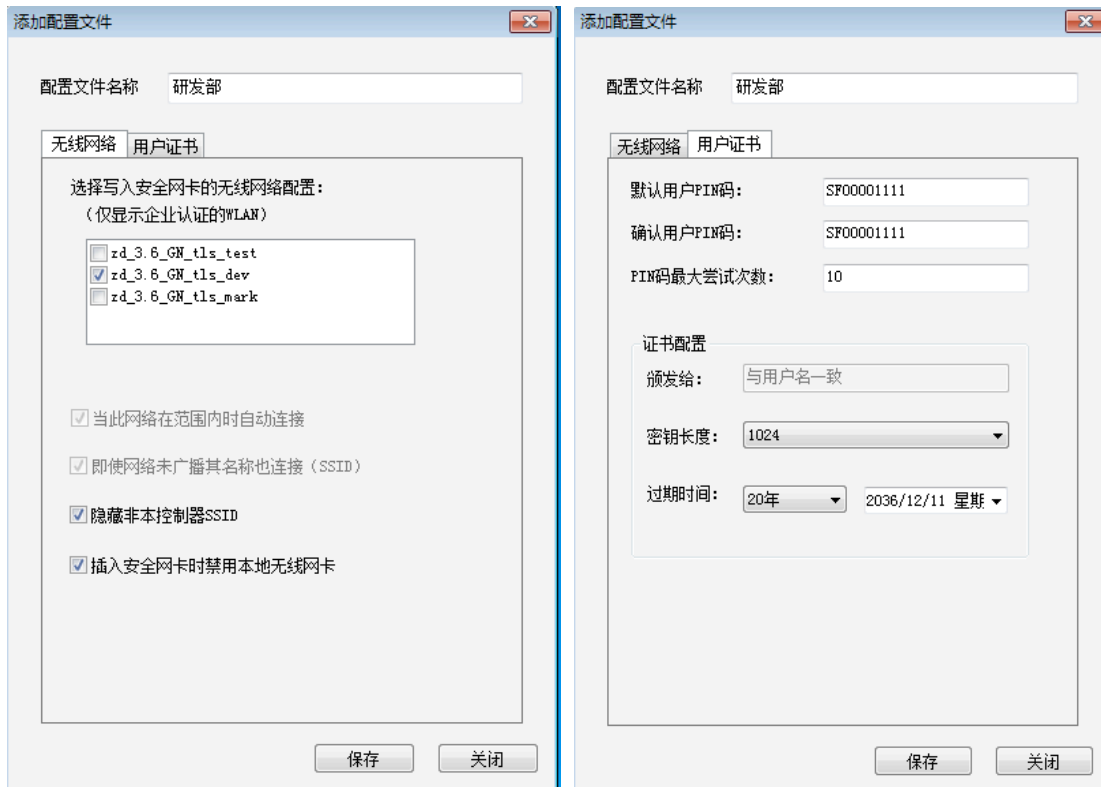 添加配置文件
配置文件名称 研发部
无线网络 用户证书
选择写入安全网卡的无线网络配置：
（仅显示企业认证的WLAN）
zd_3.6_GN_tls_test
zd_3.6_GN_tls_dev
zd_3.6_GN_tls_mark
当此网络在范围内时自动连接
即使网络未广播其名称也连接（SSID）
隐藏非本控制器SSID
插入安全网卡时禁用本地无线网卡
保存 关闭
添加配置文件
配置文件名称 研发部
无线网络 用户证书
默认用户PIN码： SF00001111
确认用户PIN码： SF00001111
PIN码最大尝试次数： 10
证书配置
颁发给： 与用户名一致
密钥长度： 1024
过期时间： 20年 2036/12/11 星期
保存 关闭